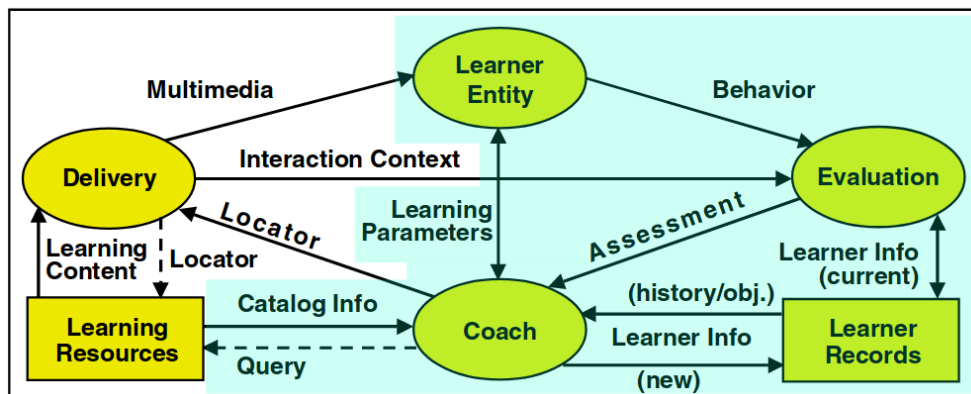 Learner
Entity
Multimedia
Behavior
Interaction Context
Delivery
Evaluation
Learning
Parameters
Locator
Assessment
Learning
Content
Locator
Learner Info
(current)
Catalog Info
(history/obj.)
Learning
Resources
Coach
Learner Info
Learner
Records
Query
(new)